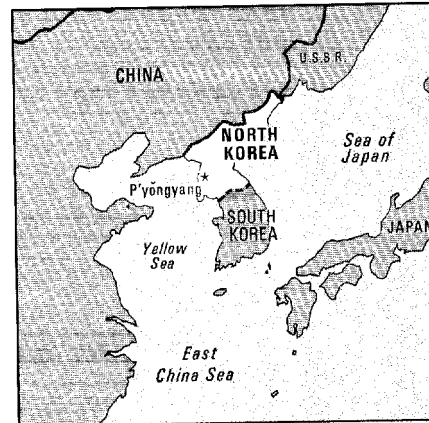 U.S.S.R.
CHINA
NORTH
KOREA
Sea of
Japan
P'yŏngyang
SOUTH
KOREA
JAPAN
Yellow
Sea
East
China Sea